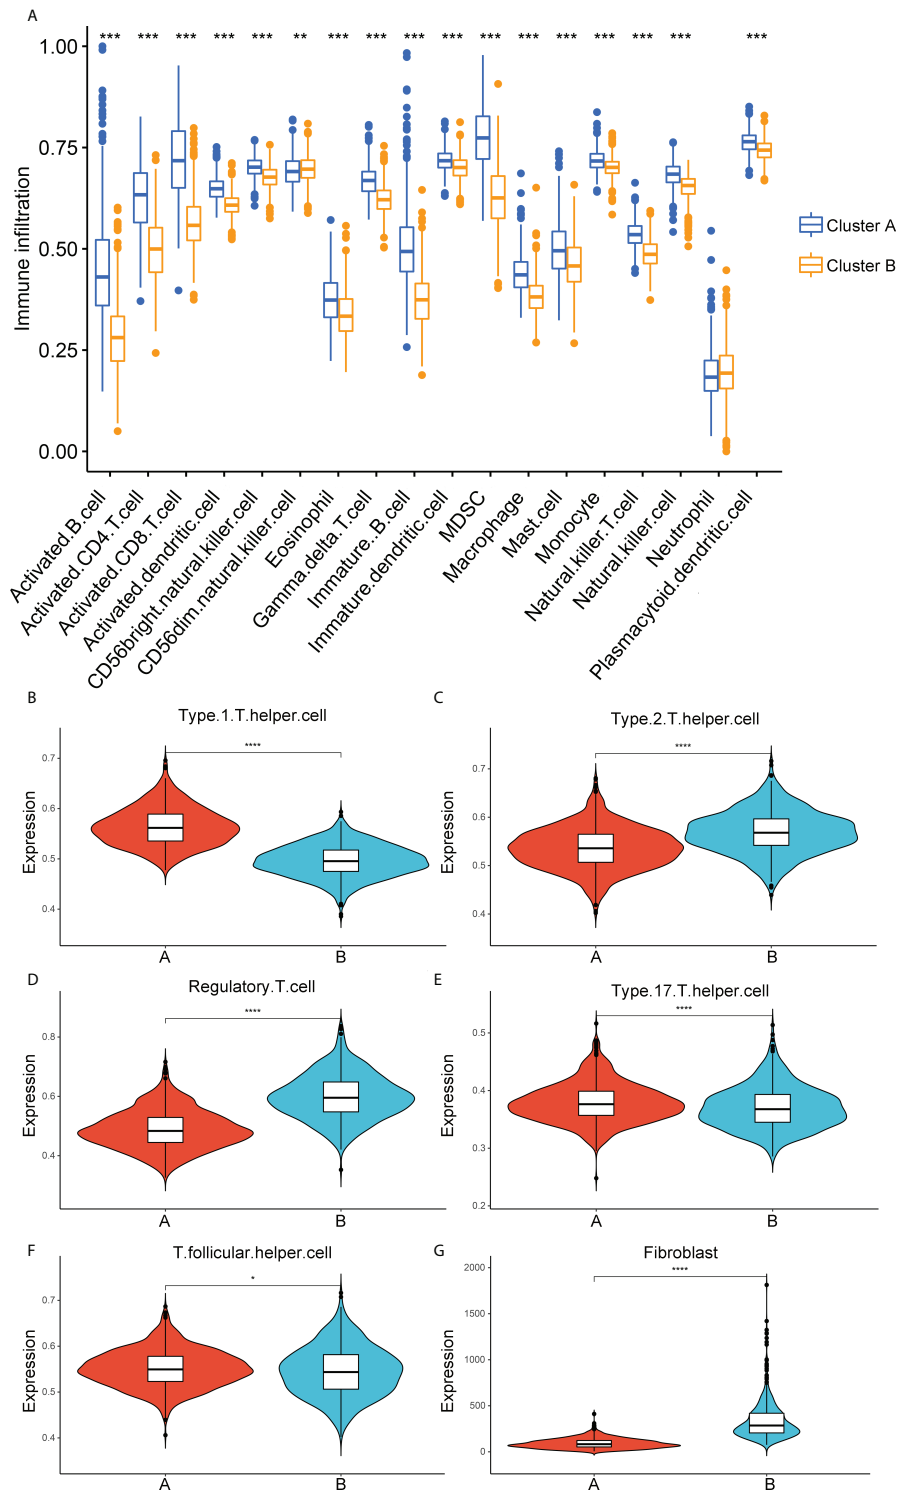 A
*** *** *** *** *** ** *** *** *** *** *** *** *** *** *** *** ***
1.00
0.75
0.50
0.25
0.00
Immune infiltration
Cluster A
Cluster B
Activated.B.cell
Activated.CD4.T.cell
Activated.CD8.T.cell
Activated.dendritic.cell
CD56bright.natural.killer.cell
CD56dim.natural.killer.cell
Eosinophil
Gamma.delta.T.cell
Immature..B.cell
Immature.dendritic.cell
MDSC
Macrophage
Mast.cell
Monocyte
Natural.killer.T.cell
Natural.killer.cell
Neutrophil
Plasmacytoid.dendritic.cell
B
Type.1.T.helper.cell
****
0.7
0.6
0.5
0.4
Expression
A B
C
Type.2.T.helper.cell
****
0.7
0.6
0.5
0.4
Expression
A B
D
Regulatory.T.cell
****
0.8
0.6
0.4
Expression
A B
E
Type.17.T.helper.cell
****
0.5
0.4
0.3
0.2
Expression
A B
F
T.follicular.helper.cell
*
0.7
0.6
0.5
0.4
Expression
A B
G
Fibroblast
****
2000
1500
1000
500
0
Expression
A B